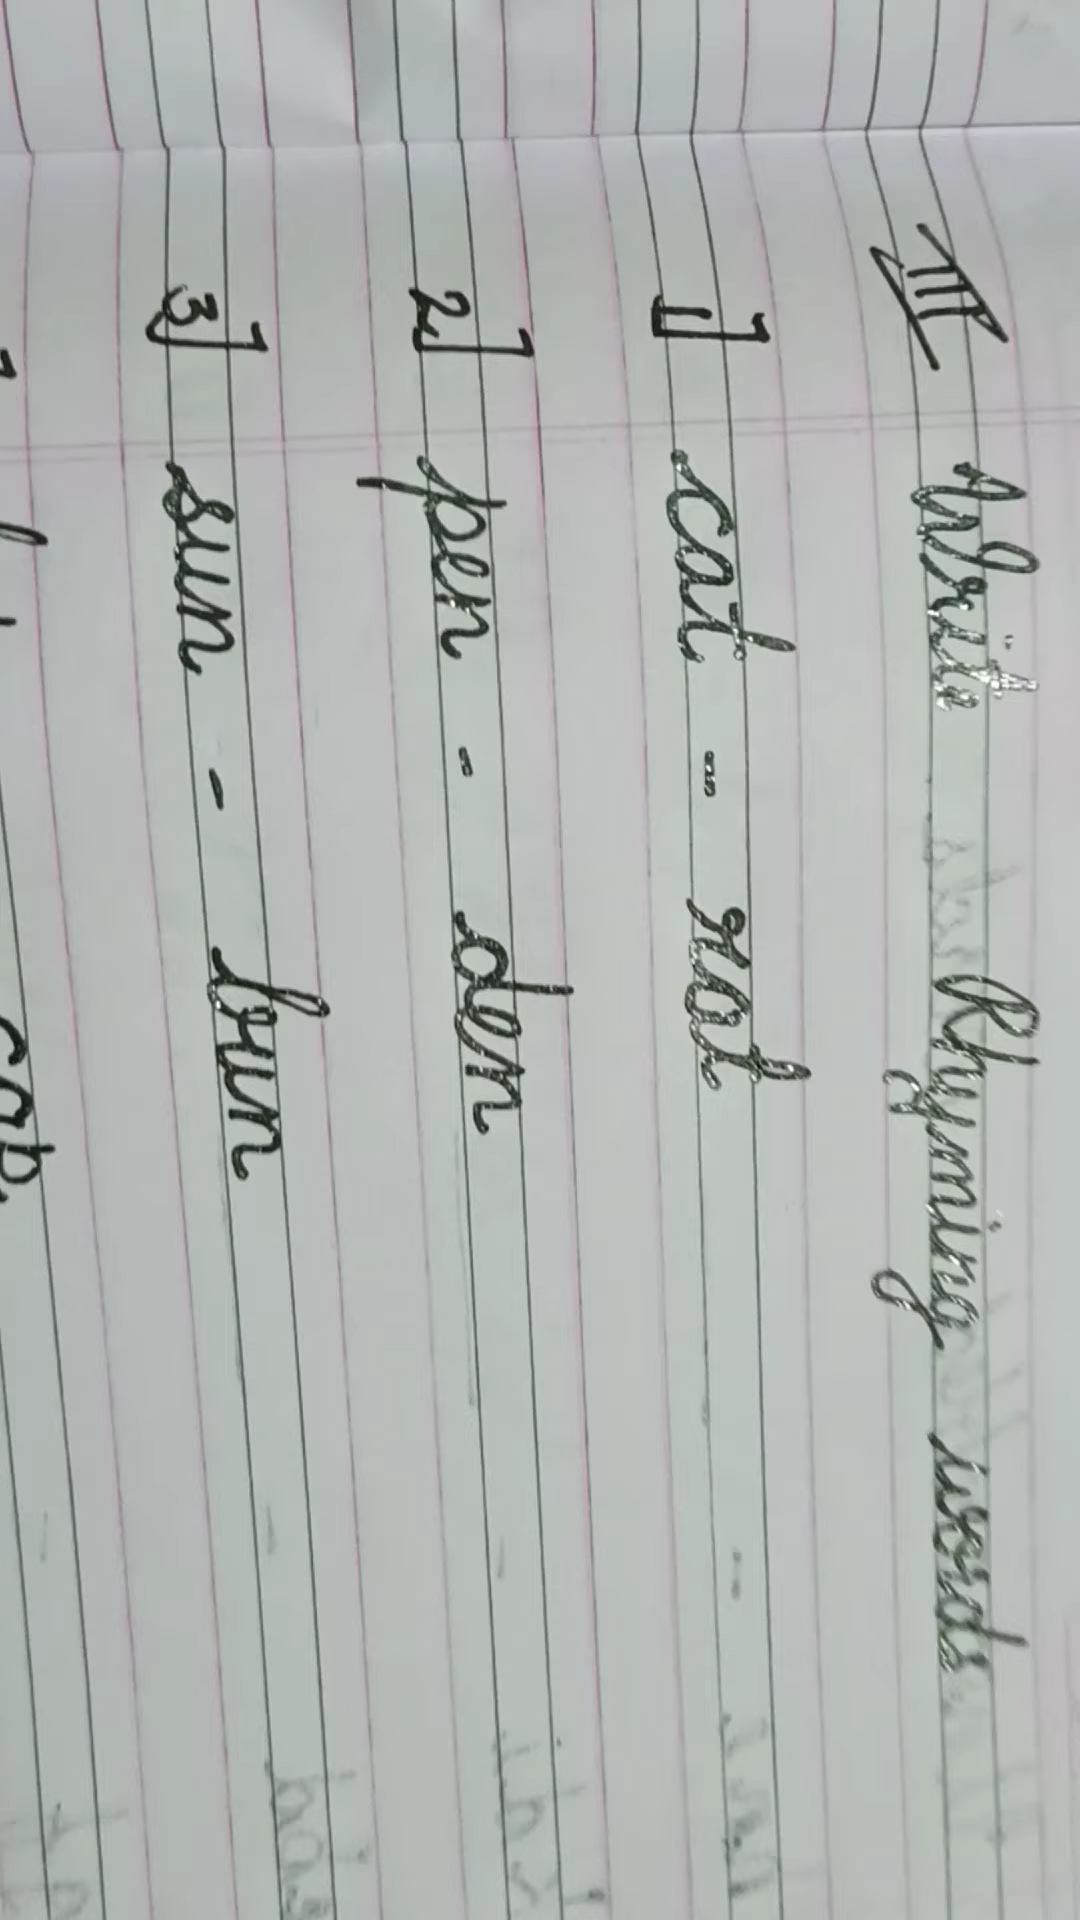 III Write Rhyming words
1] cat - rat
2] pen - den
3] sun - bun